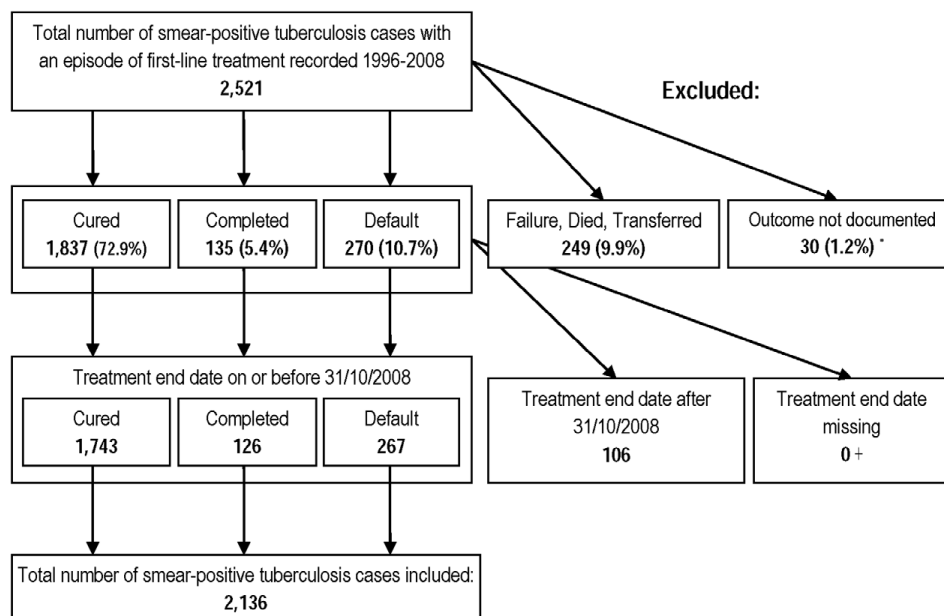 Total number of smear-positive tuberculosis cases with
an episode of first-line treatment recorded 1996-2008
2,521
Excluded:
Cured
1,837 (72.9%)
Completed
135 (5.4%)
Default
270 (10.7%)
Failure, Died, Transferred
249 (9.9%)
Outcome not documented
30 (1.2%) *
Treatment end date on or before 31/10/2008
Cured
1,743
Completed
126
Default
267
Treatment end date after
31/10/2008
106
Treatment end date
missing
0 +
Total number of smear-positive tuberculosis cases included:
2,136